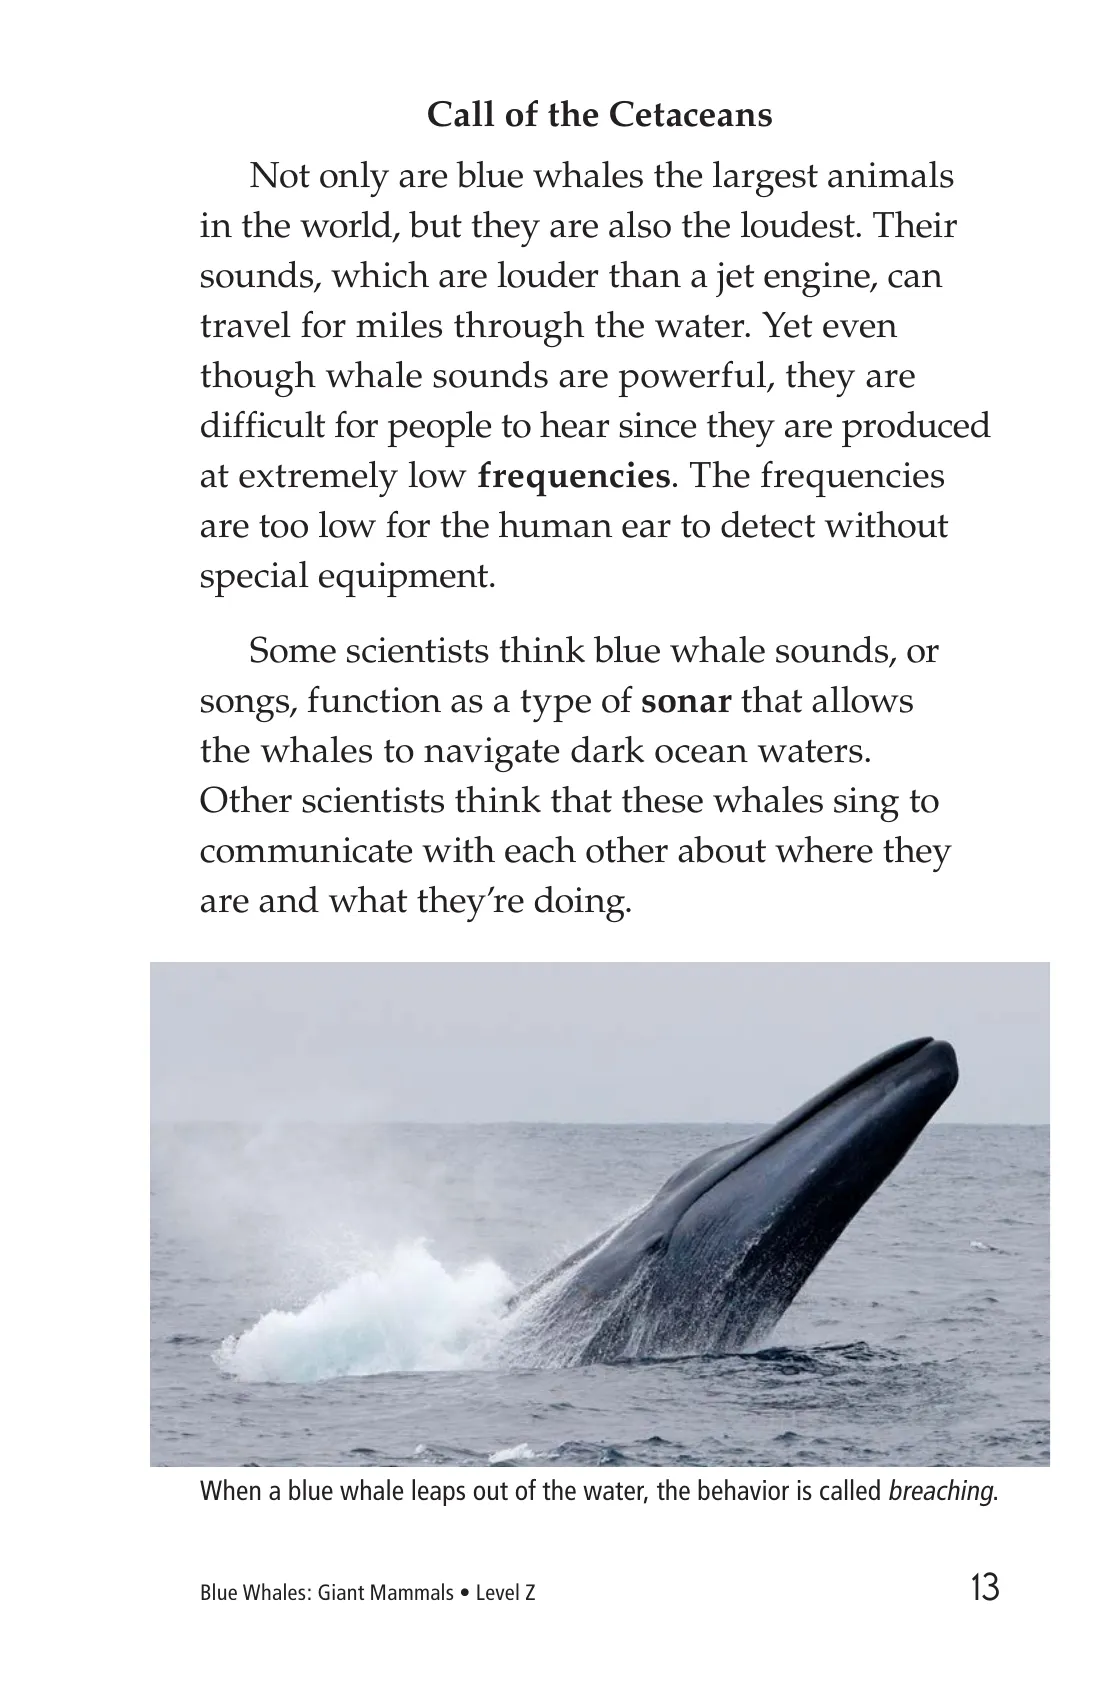 Call of the Cetaceans
Not only are blue whales the largest animals
in the world, but they are also the loudest. Their
sounds, which are louder than a jet engine, can
travel for miles through the water. Yet even
though whale sounds are powerful, they are
difficult for people to hear since they are produced
at extremely low frequencies. The frequencies
are too low for the human ear to detect without
special equipment.
Some scientists think blue whale sounds, or
songs, function as a type of sonar that allows
the whales to navigate dark ocean waters.
Other scientists think that these whales sing to
communicate with each other about where they
are and what they’re doing.
When a blue whale leaps out of the water, the behavior is called breaching.
Blue Whales: Giant Mammals • Level Z
13